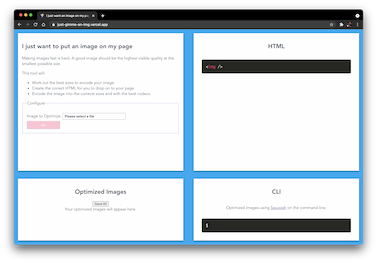 I just want an image on my pag
just-gimme-an-img.vercel.app
I just want to put an image on my page
Making images fast is hard. A good image should be the highest visible quality at the
smallest possible size.
This tool will:
Work out the best sizes to encode your image.
Create the correct HTML for you to drop on to your page.
Encode the image into the correct sizes and with the best codecs.
Configure
Image to Optimize
Please select a file
HTML
<img />
Optimized Images
Save All
Your optimized images will appear here.
CLI
Optimized images using Squoosh, or the command line.
$